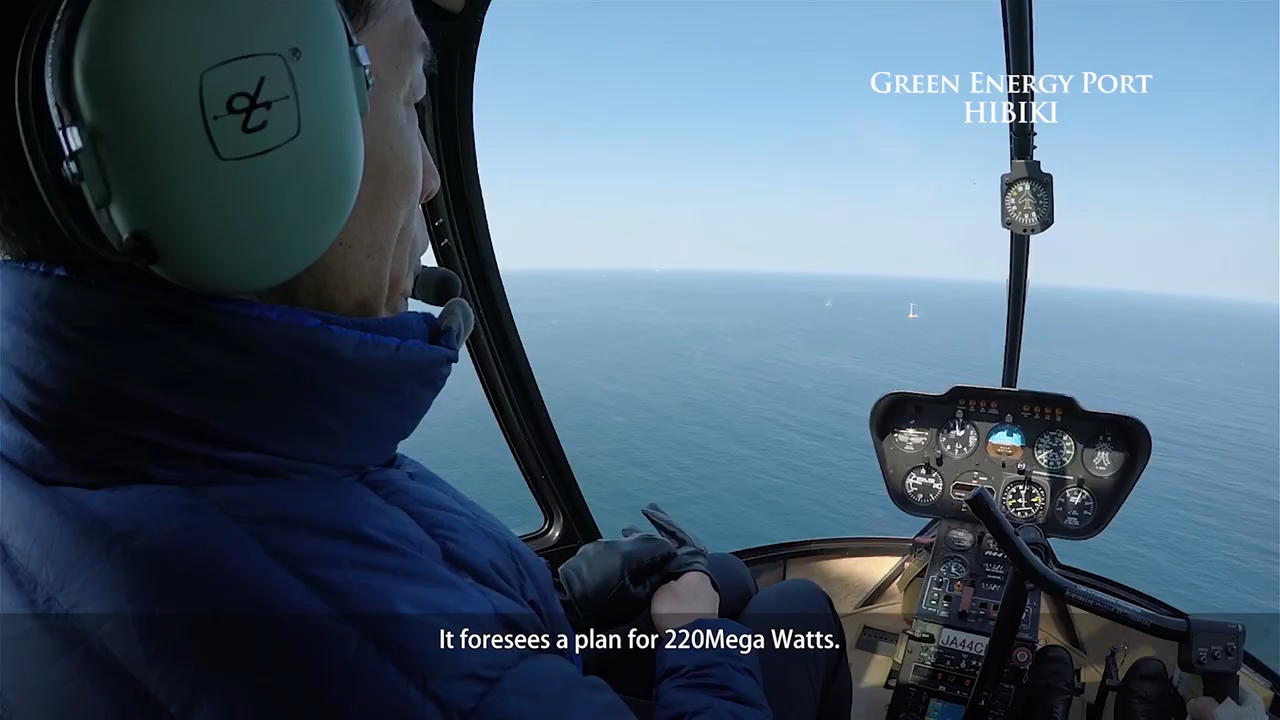 GREEN ENERGY PORT
HIBIKI
JA44C
It foresees a plan for 220Mega Watts.